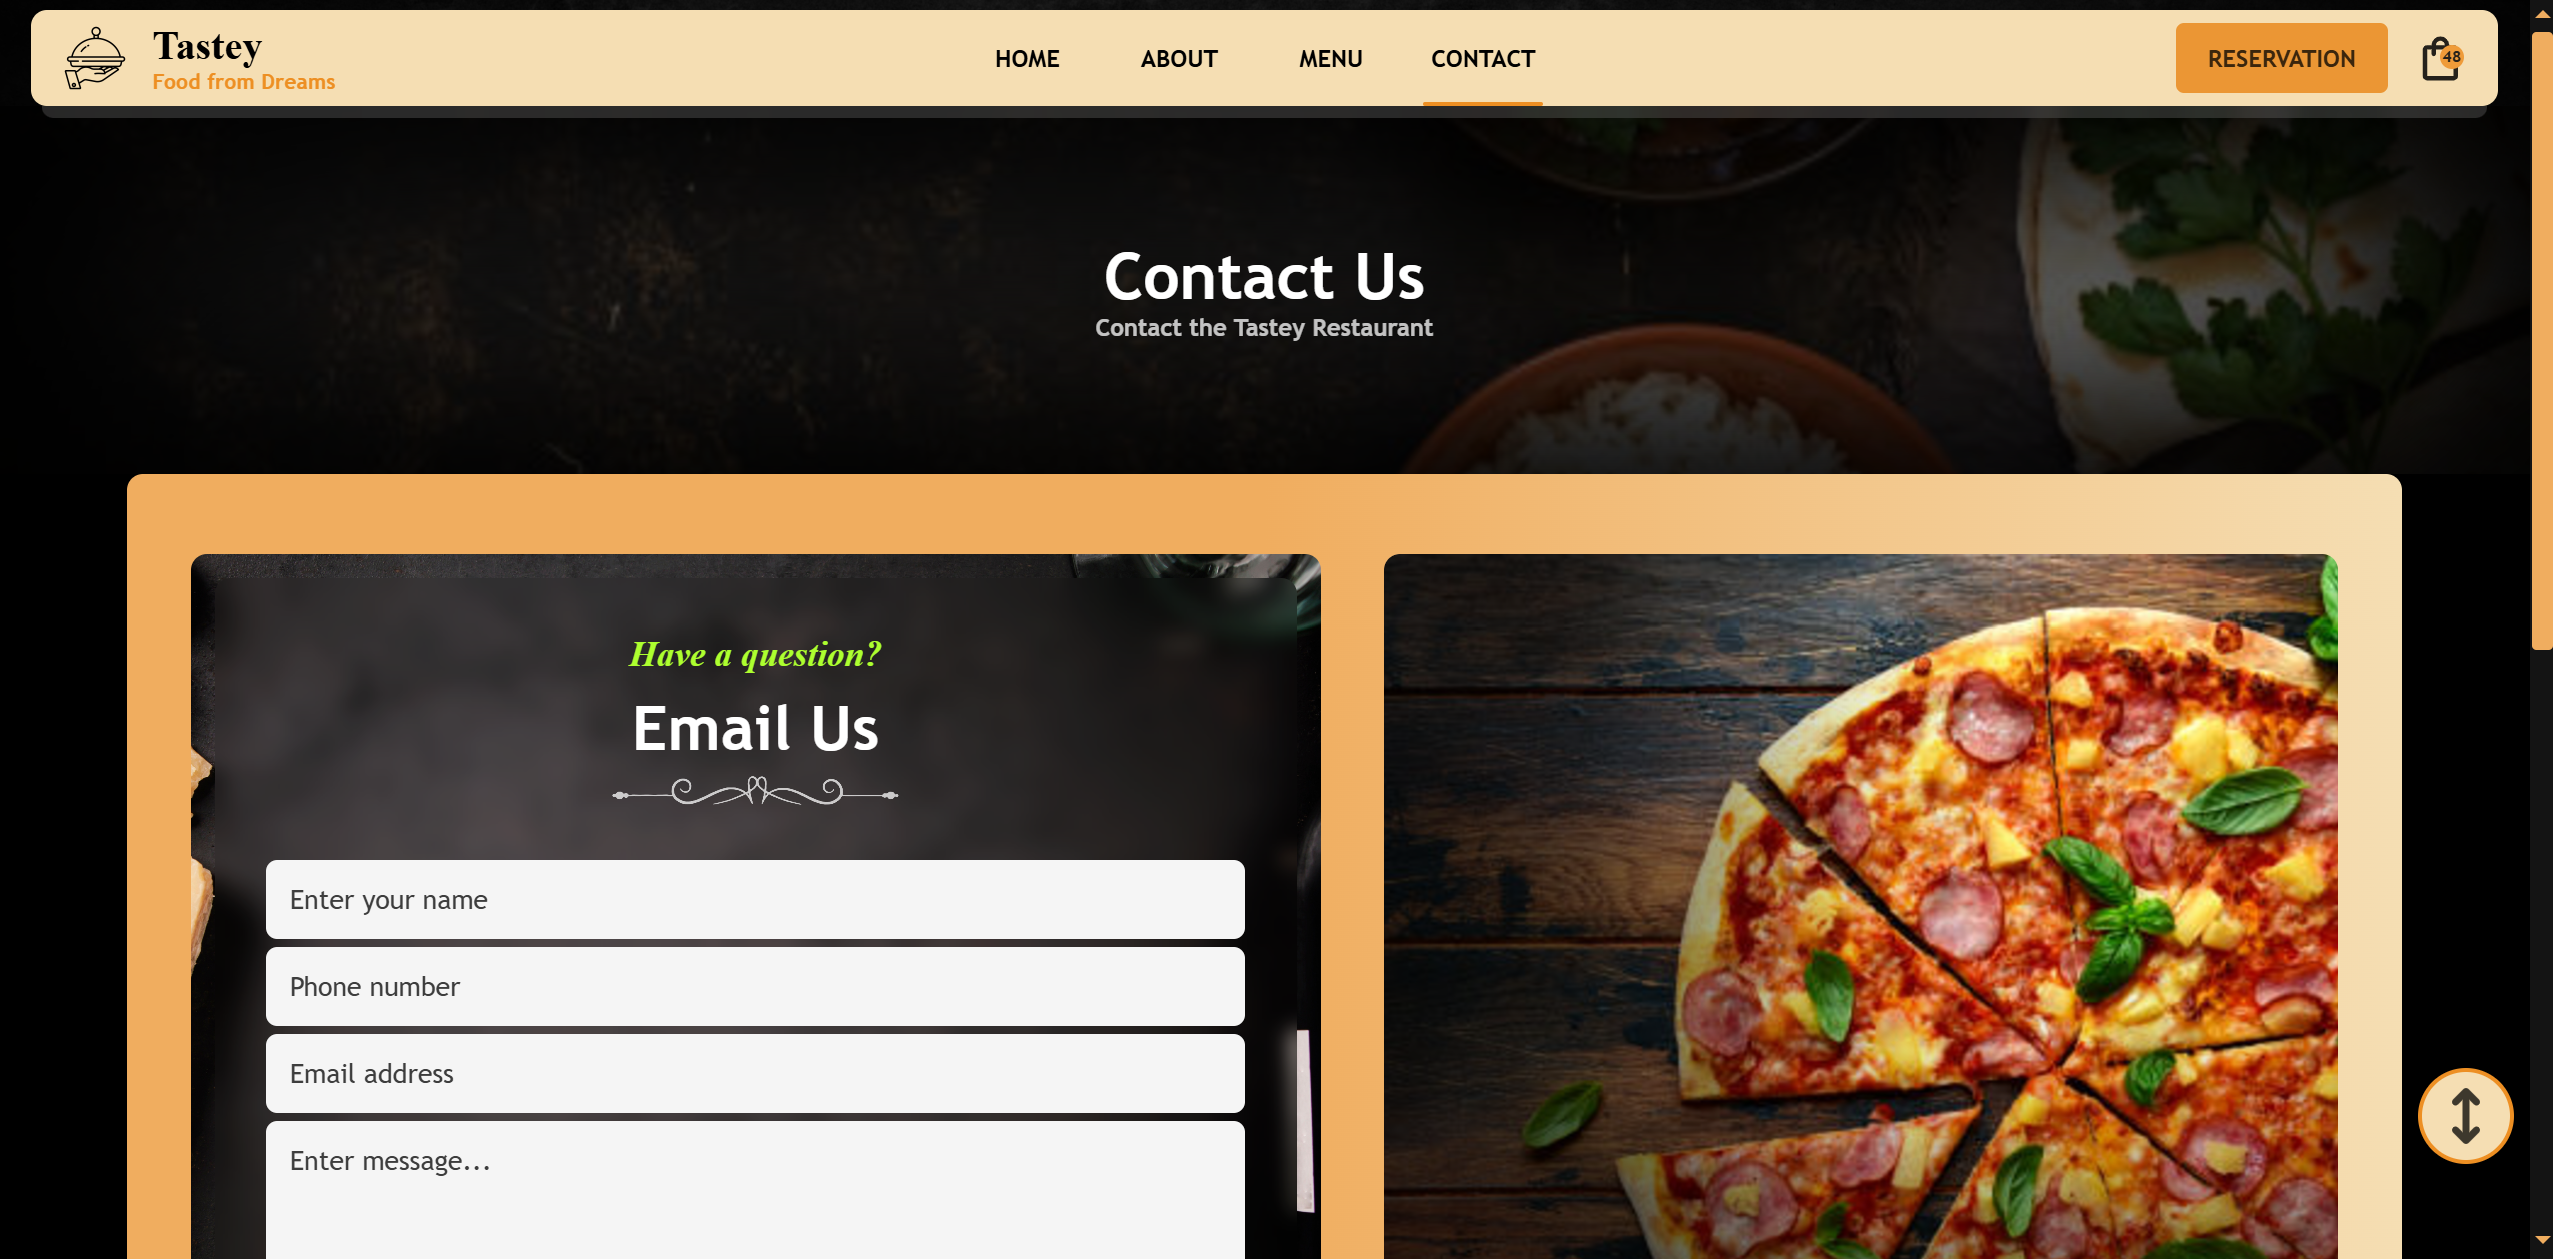 Tastey
Food from Dreams
HOME
ABOUT
MENU
CONTACT
RESERVATION
48
Contact Us
Contact the Tastey Restaurant
Have a question?
Email Us
Enter your name
Phone number
Email address
Enter message...